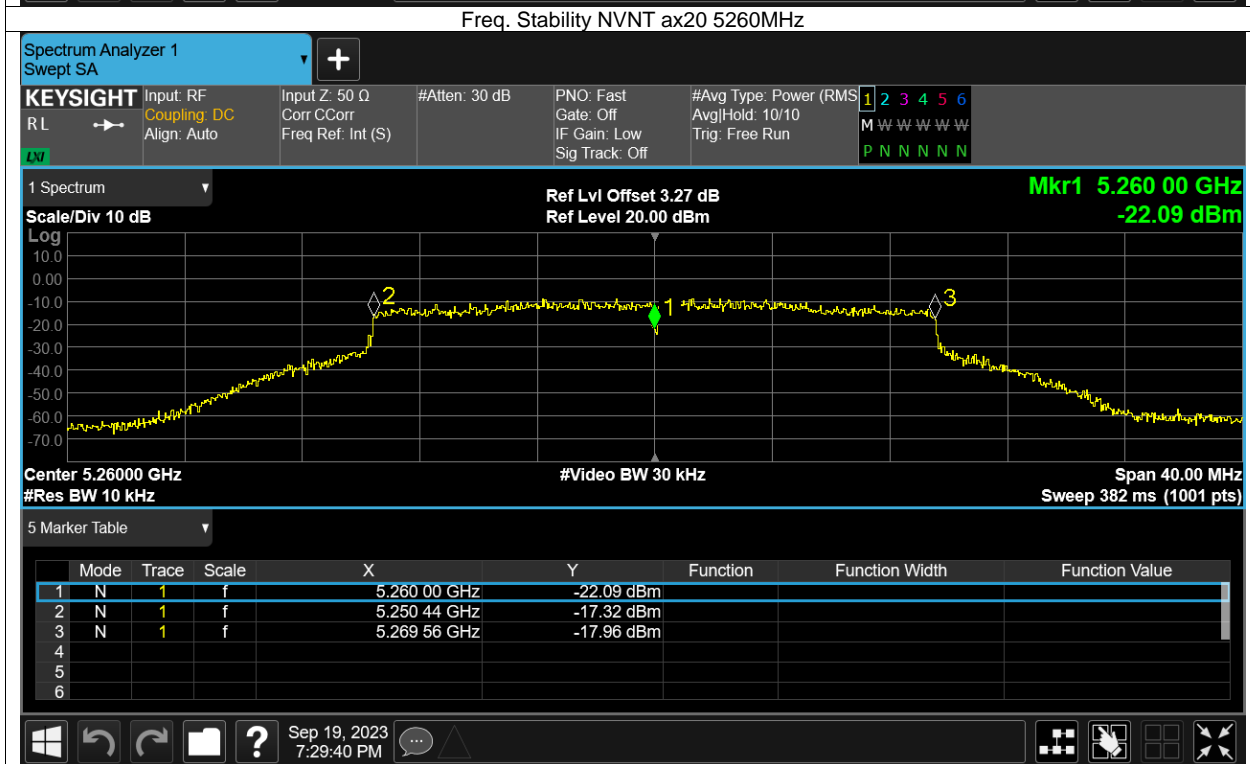 Freq. Stability NVNT ax20 5260MHz
Spectrum Analyzer 1
Swept SA
+
KEYSIGHT Input: RF Input Z: 50 Ω #Atten: 30 dB PNO: Fast #Avg Type: Power (RMS 1 2 3 4 5 6
RL Coupling: DC Corr CCorr Gate: Off Avg|Hold: 10/10 M W W W W W
Align: Auto Freq Ref: Int (S) IF Gain: Low Trig: Free Run
LXI Sig Track: Off P N N N N N
1 Spectrum Ref Lvl Offset 3.27 dB Mkr1 5.260 00 GHz
Scale/Div 10 dB Ref Level 20.00 dBm -22.09 dBm
Log
10.0
0.00
-10.0 2 1 3
-20.0
-30.0
-40.0
-50.0
-60.0
-70.0
Center 5.26000 GHz #Video BW 30 kHz Span 40.00 MHz
#Res BW 10 kHz Sweep 382 ms (1001 pts)
5 Marker Table
Mode Trace Scale X Y Function Function Width Function Value
1 N 1 f 5.260 00 GHz -22.09 dBm
2 N 1 f 5.250 44 GHz -17.32 dBm
3 N 1 f 5.269 56 GHz -17.96 dBm
4
5
6
? Sep 19, 2023
7:29:40 PM